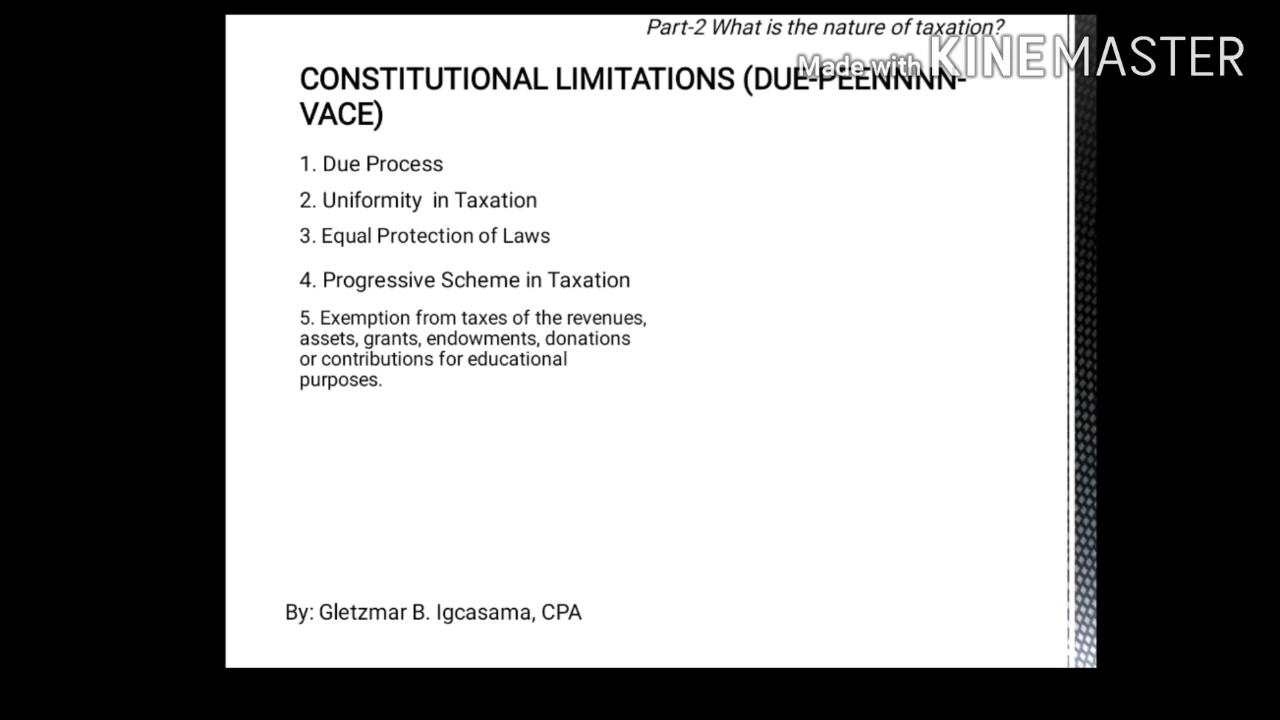 Part-2 What is the nature of taxation?
Made with KINEMASTER
CONSTITUTIONAL LIMITATIONS (DUE-PEENNNN-
VACE)
1. Due Process
2. Uniformity in Taxation
3. Equal Protection of Laws
4. Progressive Scheme in Taxation
5. Exemption from taxes of the revenues,
assets, grants, endowments, donations
or contributions for educational
purposes.
By: Gletzmar B. Igcasama, CPA